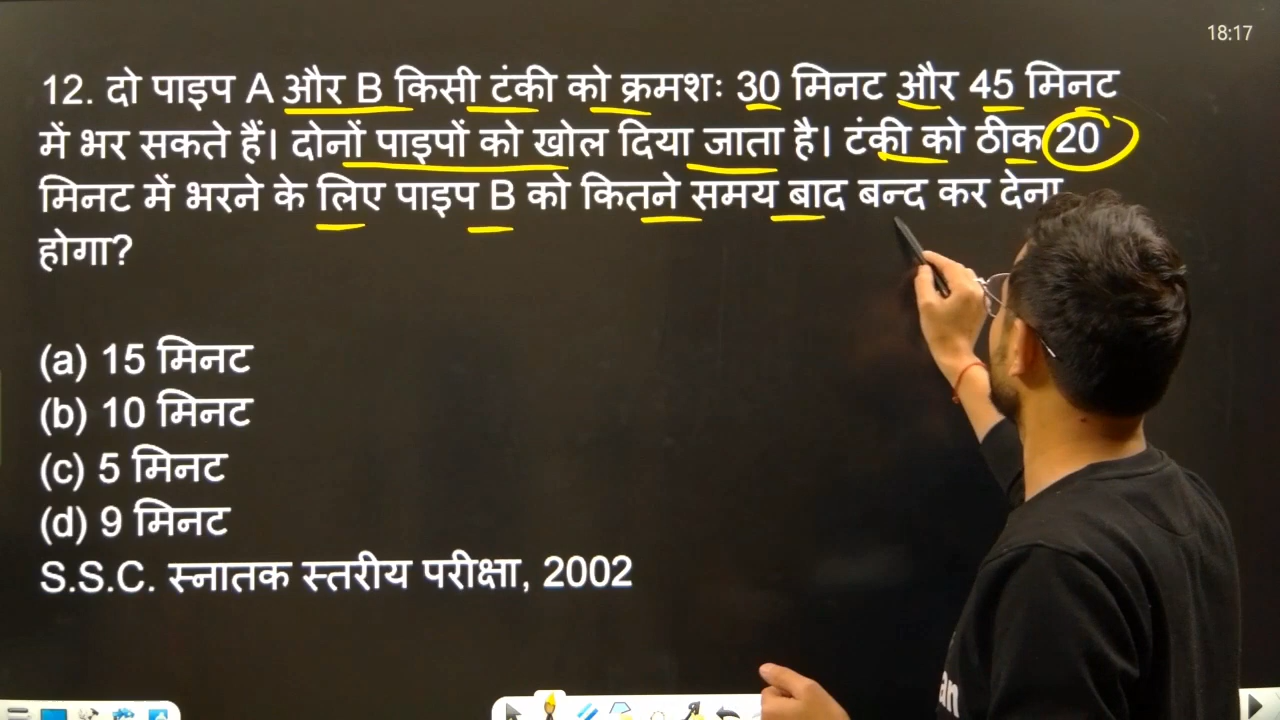 18:17
12. दो पाइप A और B किसी टंकी को क्रमशः 30 मिनट और 45 मिनट
में भर सकते हैं। दोनों पाइपों को खोल दिया जाता है। टंकी को ठीक 20
मिनट में भरने के लिए पाइप B को कितने समय बाद बन्द कर देना
होगा?
(a) 15 मिनट
(b) 10 मिनट
(c) 5 मिनट
(d) 9 मिनट
S.S.C. स्नातक स्तरीय परीक्षा, 2002